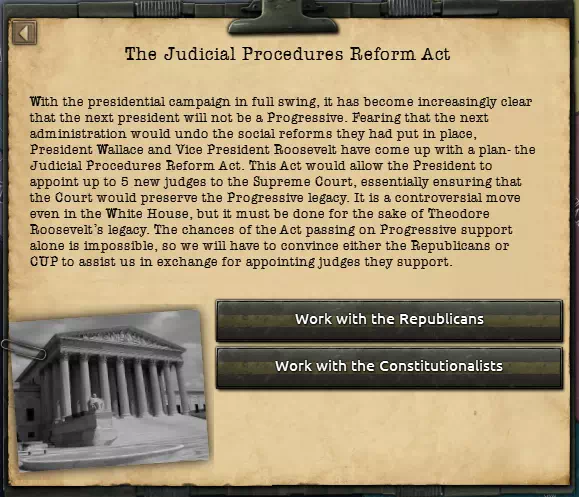 The Judicial Procedures Reform Act
With the presidential campaign in full swing, it has become increasingly clear
that the next president will not be a Progressive. Fearing that the next
administration would undo the social reforms they had put in place,
President Wallace and Vice President Roosevelt have come up with a plan- the
Judicial Procedures Reform Act. This Act would allow the President to
appoint up to 5 new judges to the Supreme Court, essentially ensuring that
the Court would preserve the Progressive legacy. It is a controversial move
even in the White House, but it must be done for the sake of Theodore
Roosevelt's legacy. The chances of the Act passing on Progressive support
alone is impossible, so we will have to convince either the Republicans or
CUP to assist us in exchange for appointing judges they support.
Work with the Republicans
Work with the Constitutionalists